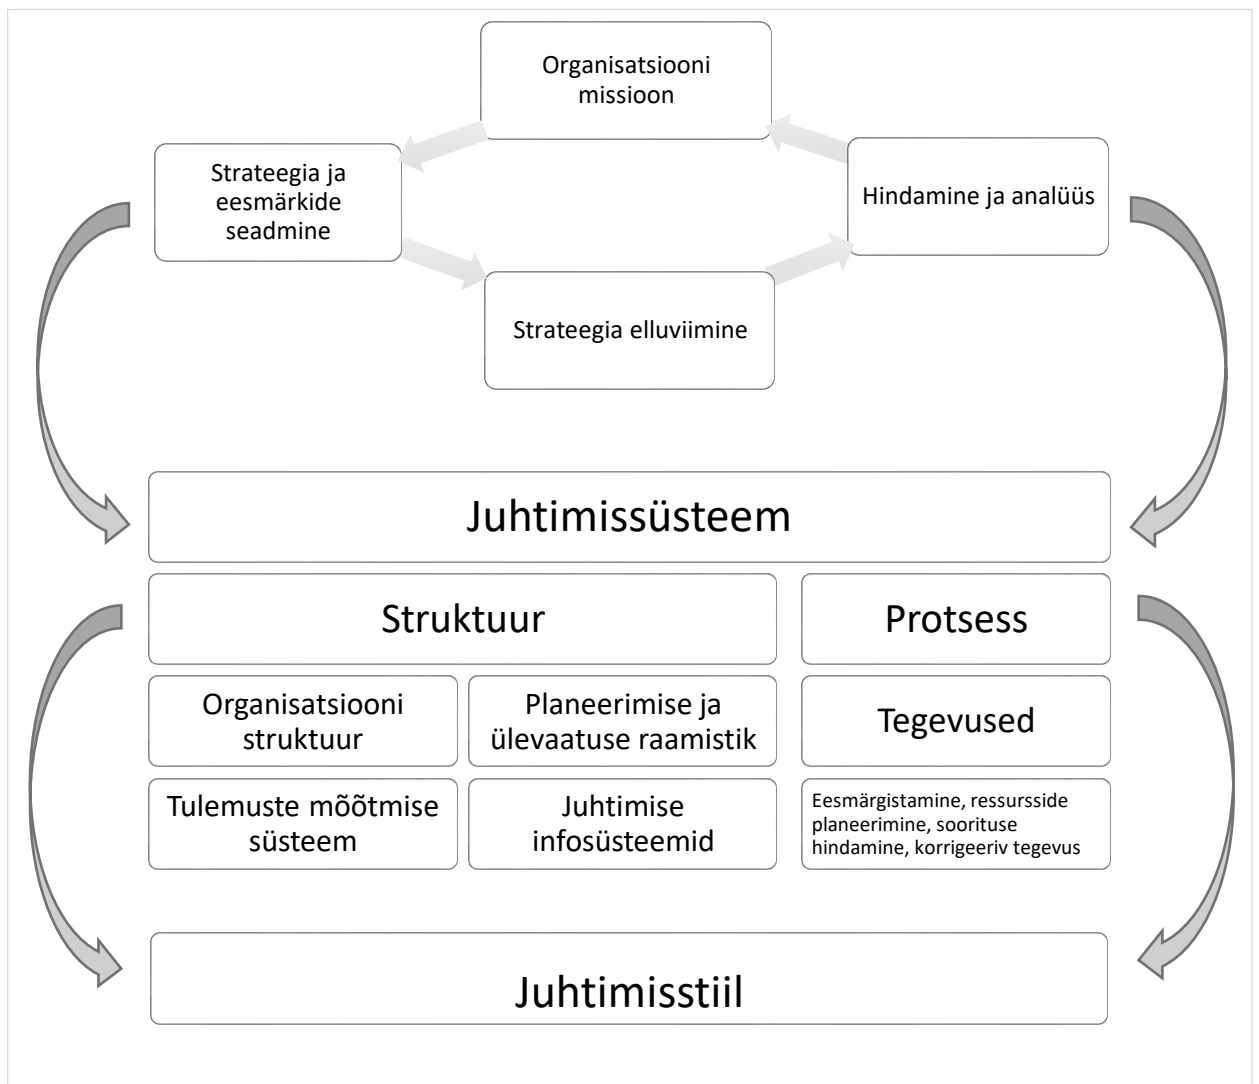 Organisatsiooni
missioon
Strateegia ja
eesmärkide
seadmine
Hindamine ja analüüs
Strateegia elluviimine
Juhtimissüsteem
Struktuur
Protsess
Organisatsiooni
struktuur
Planeerimise ja
ülevaatuse raamistik
Tegevused
Tulemuste mõõtmise
süsteem
Juhtimise
infosüsteemid
Eesmärgistamine, ressursside
planeerimine, soorituse
hindamine, korrigeeriv tegevus
Juhtimisstiil